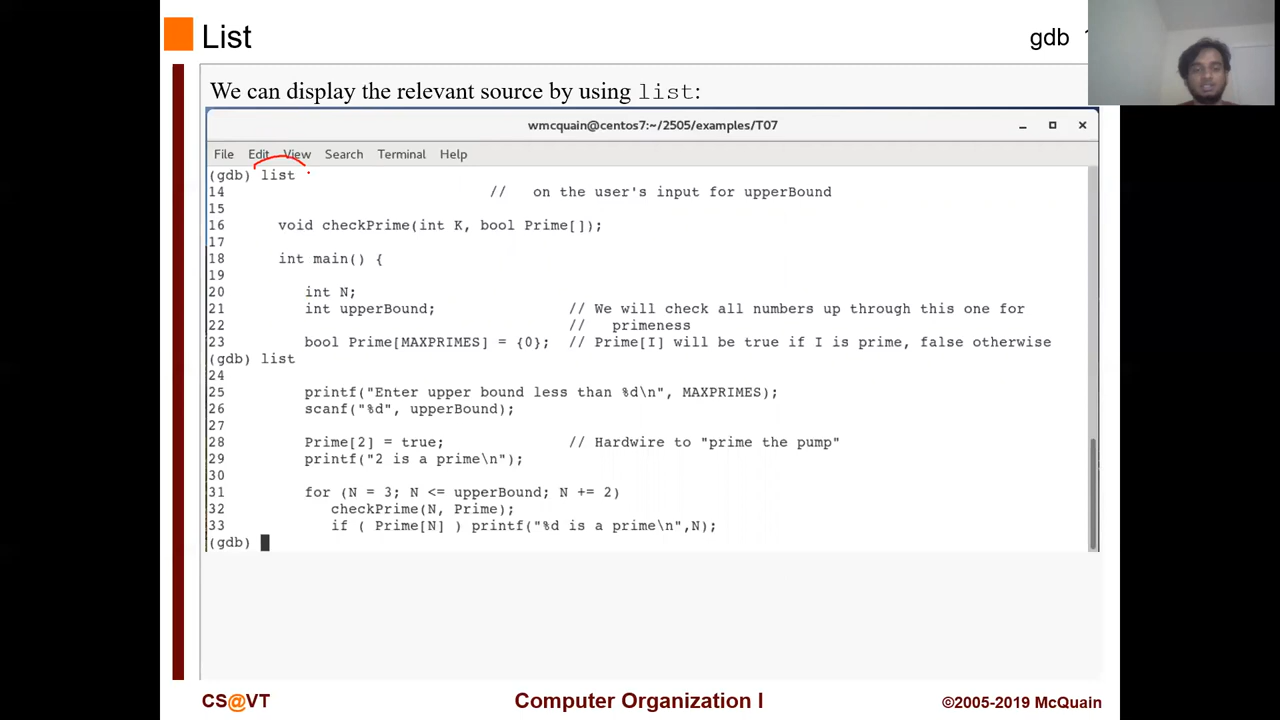 List
gdb
We can display the relevant source by using list:
wmcquain@centos7:~/2505/examples/T07
File Edit View Search Terminal Help
(gdb) list
14 // on the user's input for upperBound
15
16 void checkPrime(int K, bool Prime[]);
17
18 int main() {
19
20 int N;
21 int upperBound; // We will check all numbers up through this one for
22 // primeness
23 bool Prime[MAXPRIMES] = {0}; // Prime[I] will be true if I is prime, false otherwise
(gdb) list
24
25 printf("Enter upper bound less than %d\n", MAXPRIMES);
26 scanf("%d", upperBound);
27
28 Prime[2] = true; // Hardwire to "prime the pump"
29 printf("2 is a prime\n");
30
31 for (N = 3; N <= upperBound; N += 2)
32 checkPrime(N, Prime);
33 if ( Prime[N] ) printf("%d is a prime\n",N);
(gdb)
CS@VT
Computer Organization I
©2005-2019 McQuain